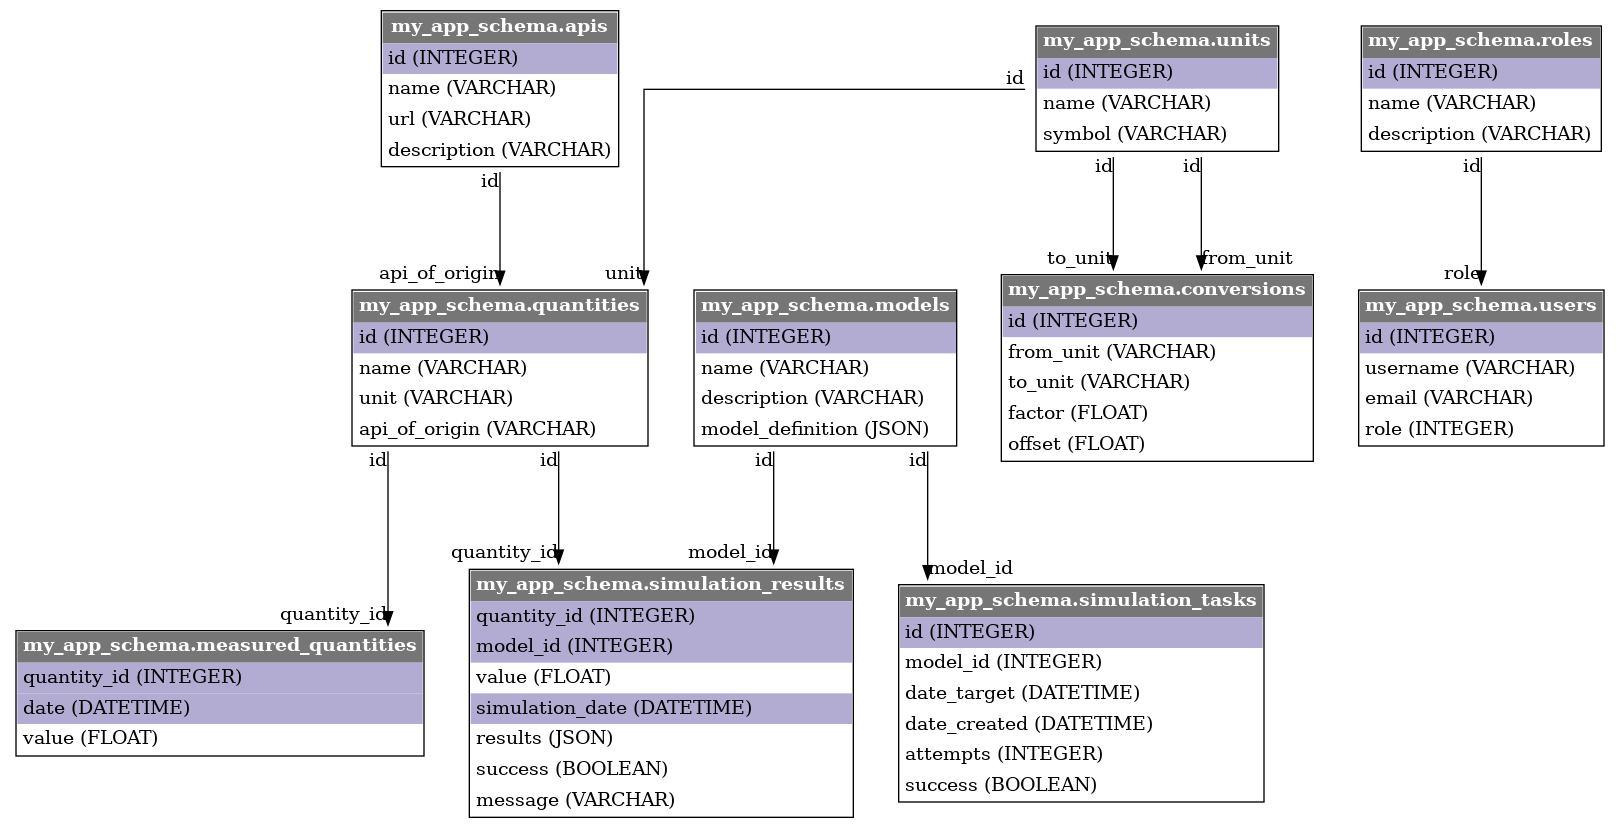 my_app_schema.apis
id (INTEGER)
name (VARCHAR)
url (VARCHAR)
description (VARCHAR)
my_app_schema.units
id (INTEGER)
name (VARCHAR)
symbol (VARCHAR)
my_app_schema.roles
id (INTEGER)
name (VARCHAR)
description (VARCHAR)
id
id
id
id
id
api_of_origin
unit
to_unit
from_unit
role
my_app_schema.quantities
id (INTEGER)
name (VARCHAR)
unit (VARCHAR)
api_of_origin (VARCHAR)
my_app_schema.models
id (INTEGER)
name (VARCHAR)
description (VARCHAR)
model_definition (JSON)
my_app_schema.conversions
id (INTEGER)
from_unit (VARCHAR)
to_unit (VARCHAR)
factor (FLOAT)
offset (FLOAT)
my_app_schema.users
id (INTEGER)
username (VARCHAR)
email (VARCHAR)
role (INTEGER)
id
id
id
id
quantity_id
quantity_id
model_id
model_id
my_app_schema.measured_quantities
quantity_id (INTEGER)
date (DATETIME)
value (FLOAT)
my_app_schema.simulation_results
quantity_id (INTEGER)
model_id (INTEGER)
value (FLOAT)
simulation_date (DATETIME)
results (JSON)
success (BOOLEAN)
message (VARCHAR)
my_app_schema.simulation_tasks
id (INTEGER)
model_id (INTEGER)
date_target (DATETIME)
date_created (DATETIME)
attempts (INTEGER)
success (BOOLEAN)